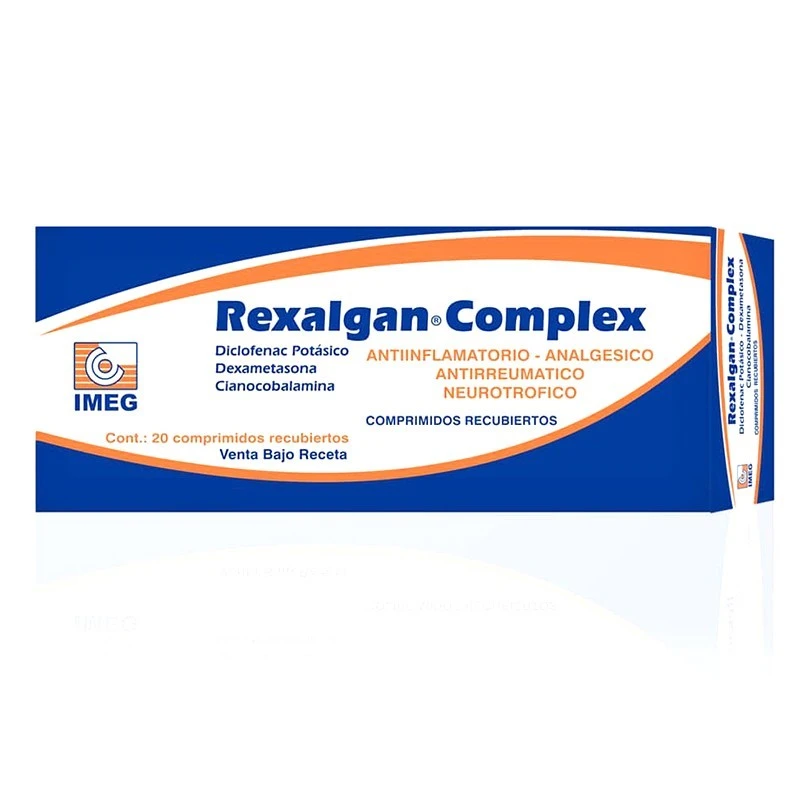 Rexalgan® Complex
Diclofenac Potásico
Dexametasona
Cianocobalamina
ANTIINFLAMATORIO - ANALGESICO
ANTIRREUMATICO
NEUROTROFICO
COMPRIMIDOS RECUBIERTOS
IMEG
Cont.: 20 comprimidos recubiertos
Venta Bajo Receta
Rexalgan® Complex
Diclofenac Potásico - Dexametasona
Cianocobalamina
COMPRIMIDOS RECUBIERTOS
IMEG